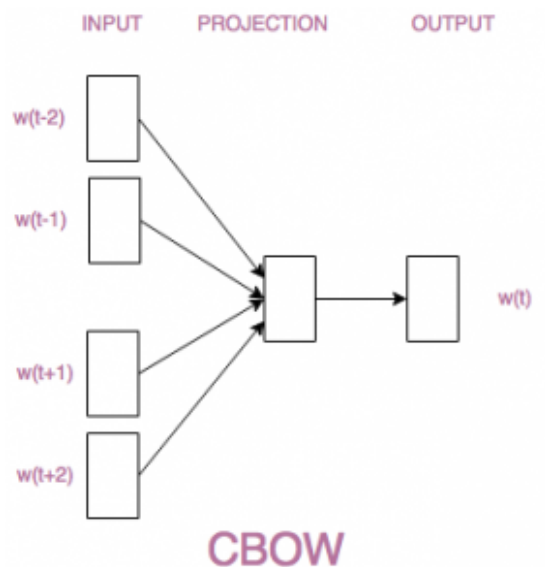 INPUT PROJECTION OUTPUT
w(t-2)
w(t-1)
w(t)
w(t+1)
w(t+2)
CBOW